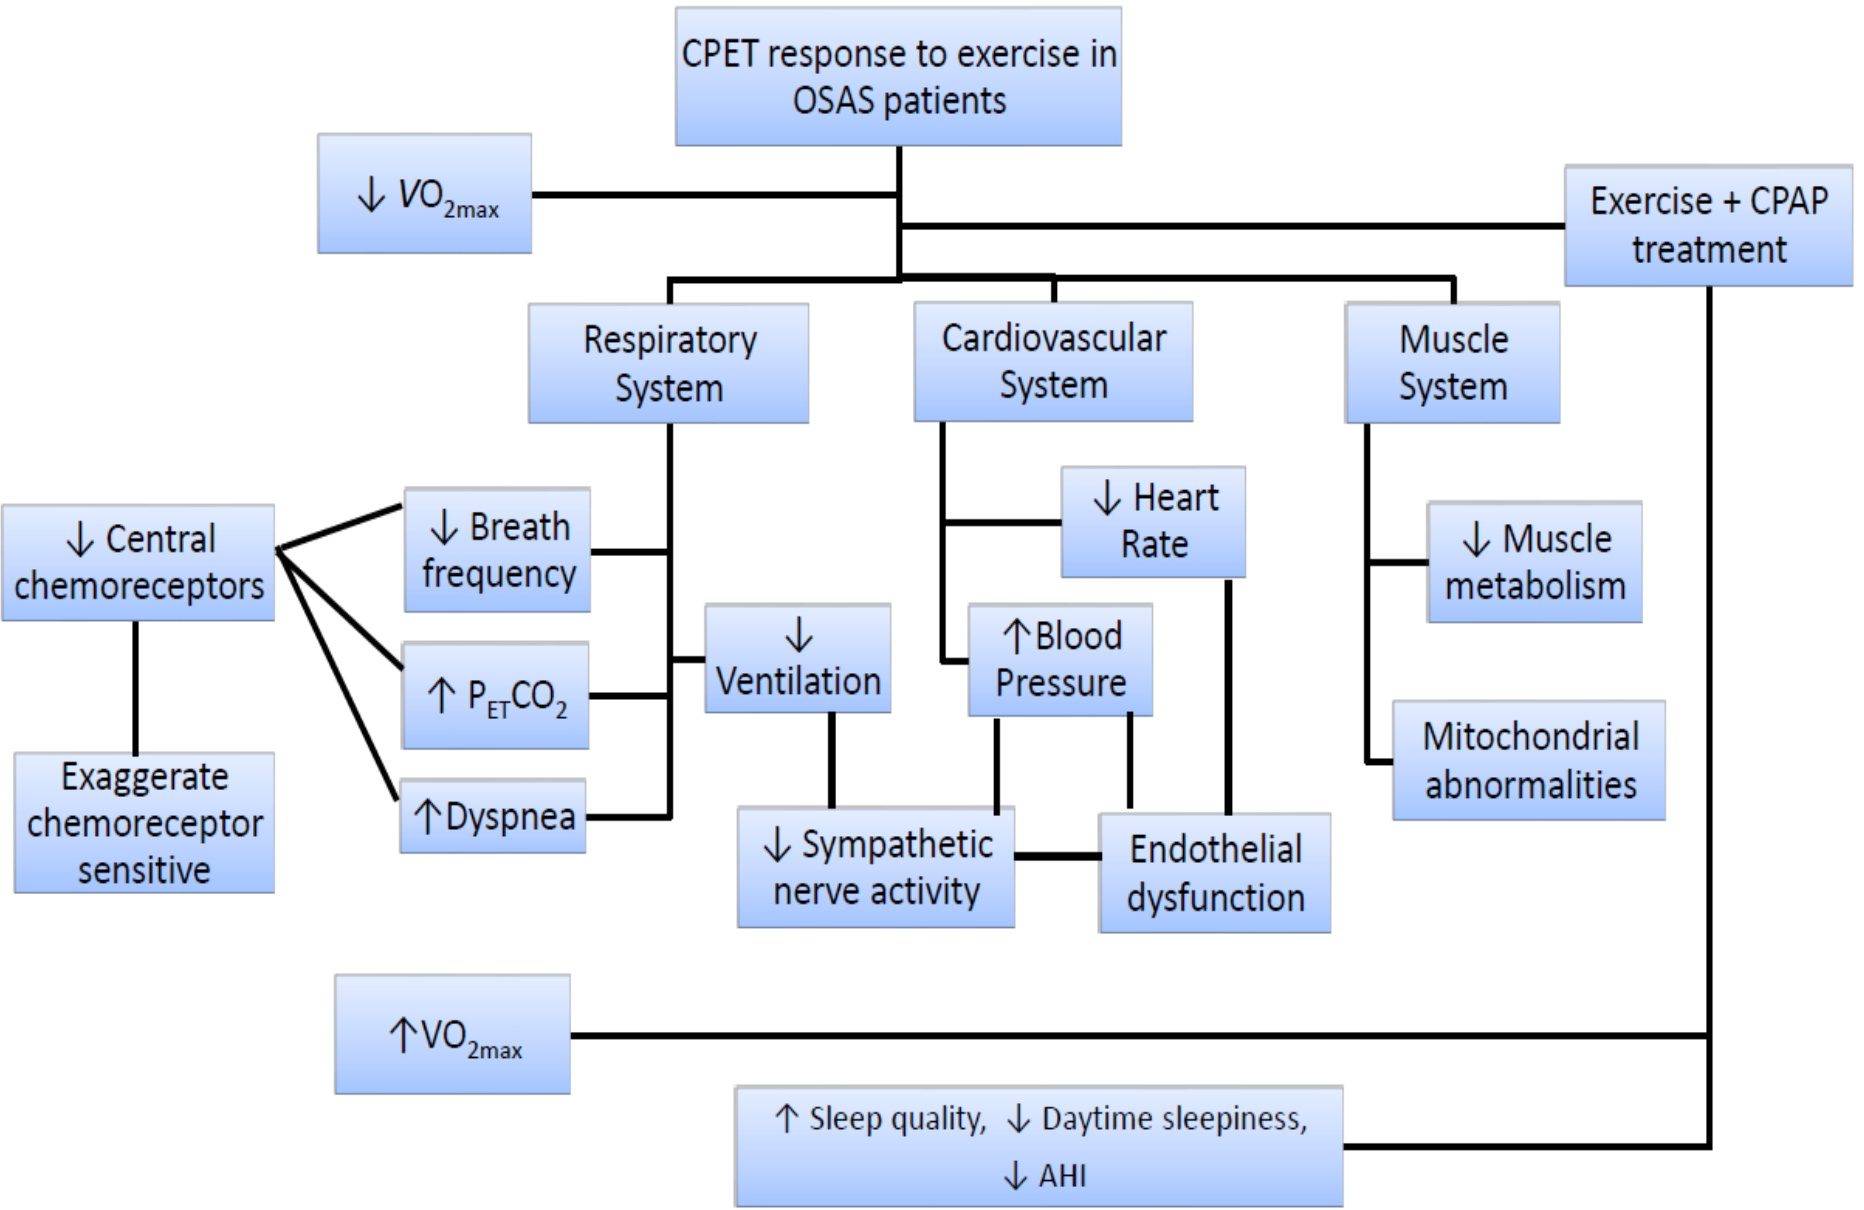 CPET response to exercise in
OSAS patients
↓ VO2max
Exercise + CPAP
treatment
Respiratory
System
Cardiovascular
System
Muscle
System
↓ Central
chemoreceptors
↓ Breath
frequency
↓ Heart
Rate
↓ Muscle
metabolism
↓
Ventilation
↑Blood
Pressure
↑ PETCO2
Mitochondrial
abnormalities
Exaggerate
chemoreceptor
sensitive
↑Dyspnea
↓ Sympathetic
nerve activity
Endothelial
dysfunction
↑VO2max
↑ Sleep quality, ↓ Daytime sleepiness,
↓ AHI